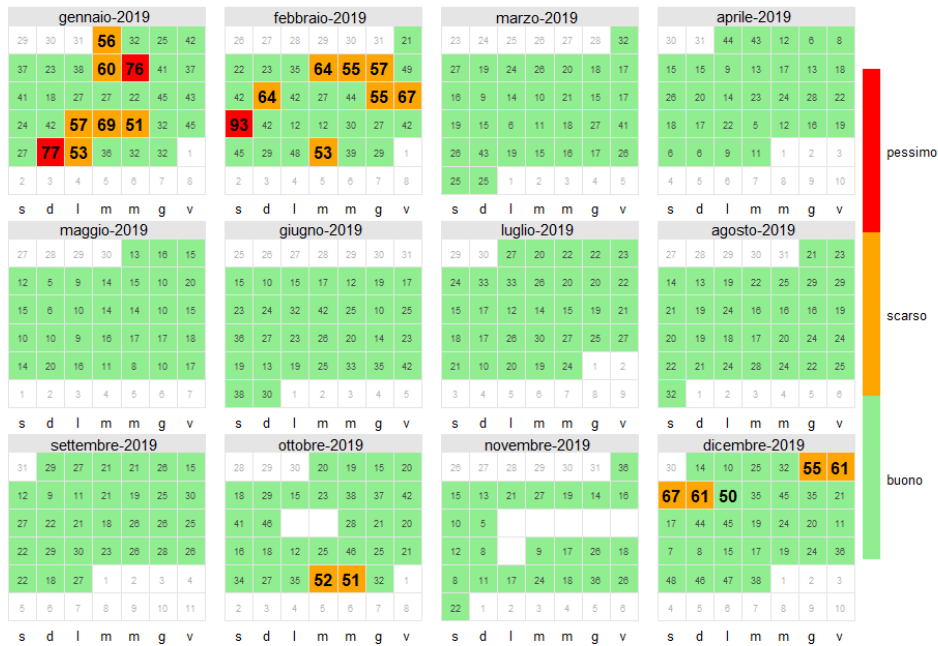 gennaio-2019
29 30 31 56 32 25 42
37 23 38 60 76 41 37
41 18 27 27 22 45 43
24 42 57 69 51 32 45
27 77 53 36 32 32 1
2 3 4 5 6 7 8
s d l m m g v
febbraio-2019
26 27 28 29 30 31 21
22 23 35 64 55 57 49
42 64 42 27 44 55 67
93 42 12 12 30 27 42
45 29 48 53 39 29 1
2 3 4 5 6 7 8
s d l m m g v
marzo-2019
23 24 25 26 27 28 32
27 19 24 26 20 18 17
16 9 14 10 21 15 17
19 15 6 11 18 27 41
26 43 19 15 16 17 26
25 25 1 2 3 4 5
s d l m m g v
aprile-2019
30 31 44 43 12 6 8
15 15 9 13 17 13 18
26 20 14 23 24 28 22
18 17 22 5 12 16 19
6 6 9 11 1 2 3
4 5 6 7 8 9 10
s d l m m g v
pessimo
scarso
buono
maggio-2019
27 28 29 30 13 16 15
12 5 9 14 15 10 20
15 6 10 14 14 14 14
10 10 9 16 17 17 18
14 20 16 11 8 10 17
1 2 3 4 5 6 7
s d l m m g v
giugno-2019
25 26 27 28 29 30 31
15 10 15 17 12 17 17
23 24 32 42 25 10 25
36 27 23 26 20 14 23
19 13 19 25 33 35 42
38 30 1 2 3 4 5
s d l m m g v
luglio-2019
29 30 27 20 22 22 23
24 33 33 26 20 20 22
15 17 12 14 15 19 21
18 17 26 30 27 25 27
21 10 20 19 24 1 2
3 4 5 6 7 8 9
s d l m m g v
agosto-2019
27 28 29 30 31 21 23
14 13 19 22 22 29 35
21 19 24 16 16 16 19
20 19 18 17 20 20 24
22 21 24 28 24 22 25
32 1 2 3 4 5 6
s d l m m g v
settembre-2019
31 29 27 21 21 26 15
12 9 11 21 19 25 30
27 22 21 18 26 26 25
22 29 30 23 26 28 26
22 18 27 1 2 3 4
5 6 7 8 9 10 11
s d l m m g v
ottobre-2019
28 29 30 20 19 15 20
18 29 15 23 38 37 42
41 46 28 21 20
16 18 12 25 46 25 21
34 27 35 52 51 32 1
2 3 4 5 6 7 8
s d l m m g v
novembre-2019
26 27 28 29 30 31 36
15 13 21 27 19 14 16
10 5
12 8 9 17 26 18
8 11 17 24 18 36 26
22 1 2 3 4 5 6
s d l m m g v
dicembre-2019
30 14 10 25 32 55 61
67 61 50 35 45 35 21
17 44 45 19 24 20 11
7 8 15 17 19 24 36
48 46 47 38 1 2 3
4 5 6 7 8 9 10
s d l m m g v